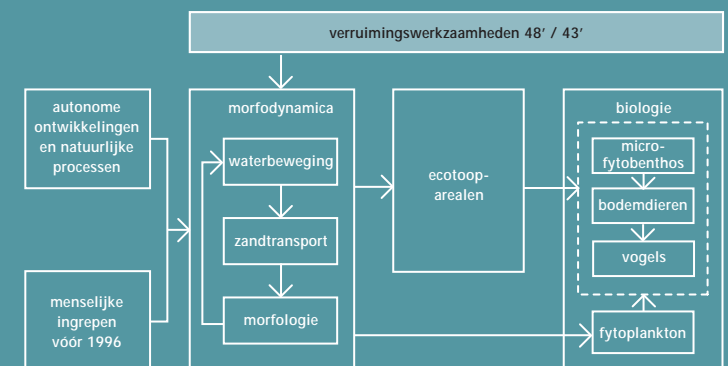 verruimingswerkzaamheden 48' / 43'
autonome
ontwikkelingen
en natuurlijke
processen
menselijke
ingrepen
vóór 1996
morfodynamica
waterbeweging
zandtransport
morfologie
ecotoop-
arealen
biologie
micro-
fytobenthos
bodemdieren
vogels
fytoplankton